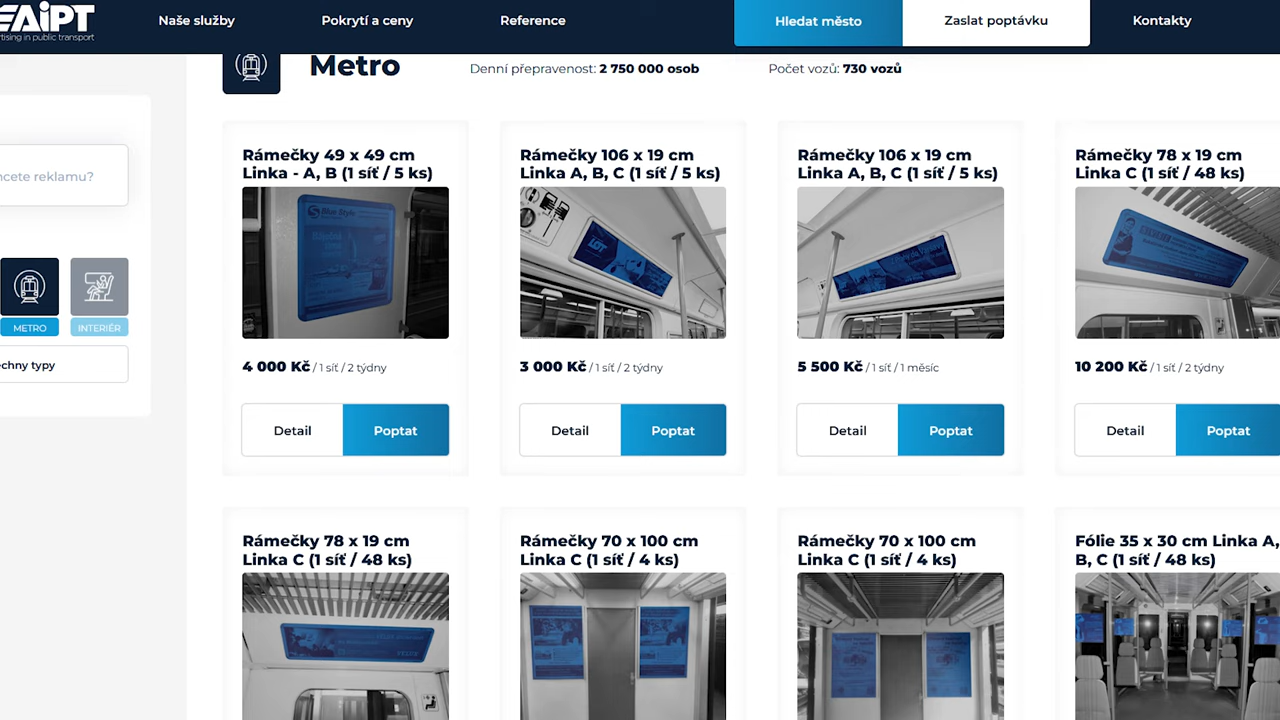 EAiPT
rtising in public transport
Naše služby
Pokrytí a ceny
Reference
Hledat město
Zaslat poptávku
Kontakty
Metro
Denní přepravenost: 2 750 000 osob
Počet vozů: 730 vozů
hcete reklamu?
METRO
INTERIÉR
echny typy
Rámečky 49 x 49 cm
Linka - A, B (1 síť / 5 ks)
Blue Style
4 000 Kč / 1 síť / 2 týdny
Detail
Poptat
Rámečky 106 x 19 cm
Linka A, B, C (1 síť / 5 ks)
LOT
3 000 Kč / 1 síť / 2 týdny
Detail
Poptat
Rámečky 106 x 19 cm
Linka A, B, C (1 síť / 5 ks)
5 500 Kč / 1 síť / 1 měsíc
Detail
Poptat
Rámečky 78 x 19 cm
Linka C (1 síť / 48 ks)
10 200 Kč / 1 síť / 2 týdny
Detail
Poptat
Rámečky 78 x 19 cm
Linka C (1 síť / 48 ks)
Rámečky 70 x 100 cm
Linka C (1 síť / 4 ks)
Rámečky 70 x 100 cm
Linka C (1 síť / 4 ks)
Fólie 35 x 30 cm Linka A,
B, C (1 síť / 48 ks)